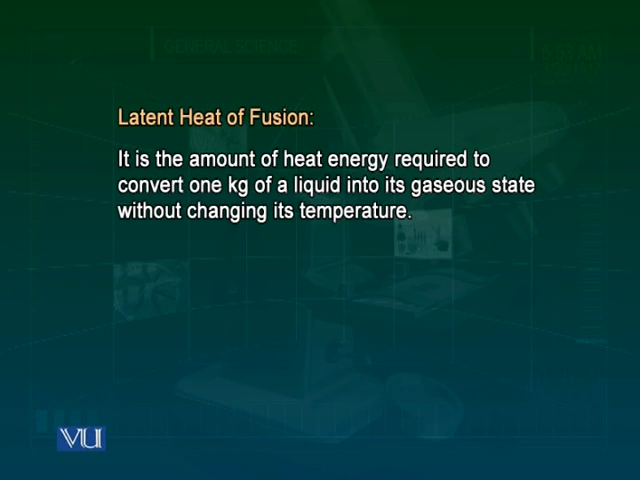 GENERAL SCIENCE
Latent Heat of Fusion:
It is the amount of heat energy required to
convert one kg of a liquid into its gaseous state
without changing its temperature.
VU